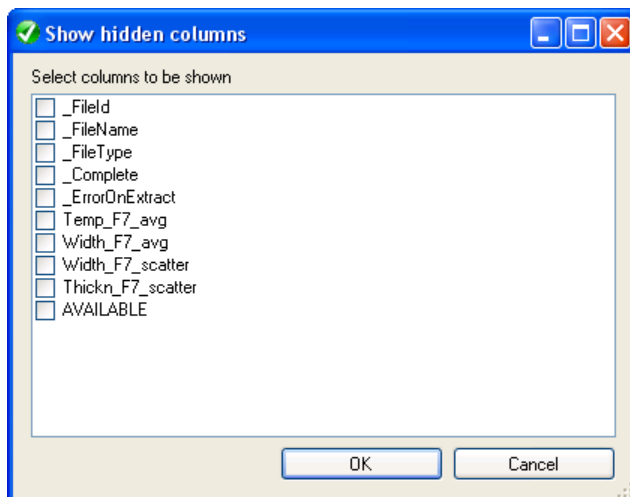 Show hidden columns
Select columns to be shown
_FileId
_FileName
_FileType
_Complete
_ErrorOnExtract
Temp_F7_avg
Width_F7_avg
Width_F7_scatter
Thickn_F7_scatter
AVAILABLE
OK Cancel